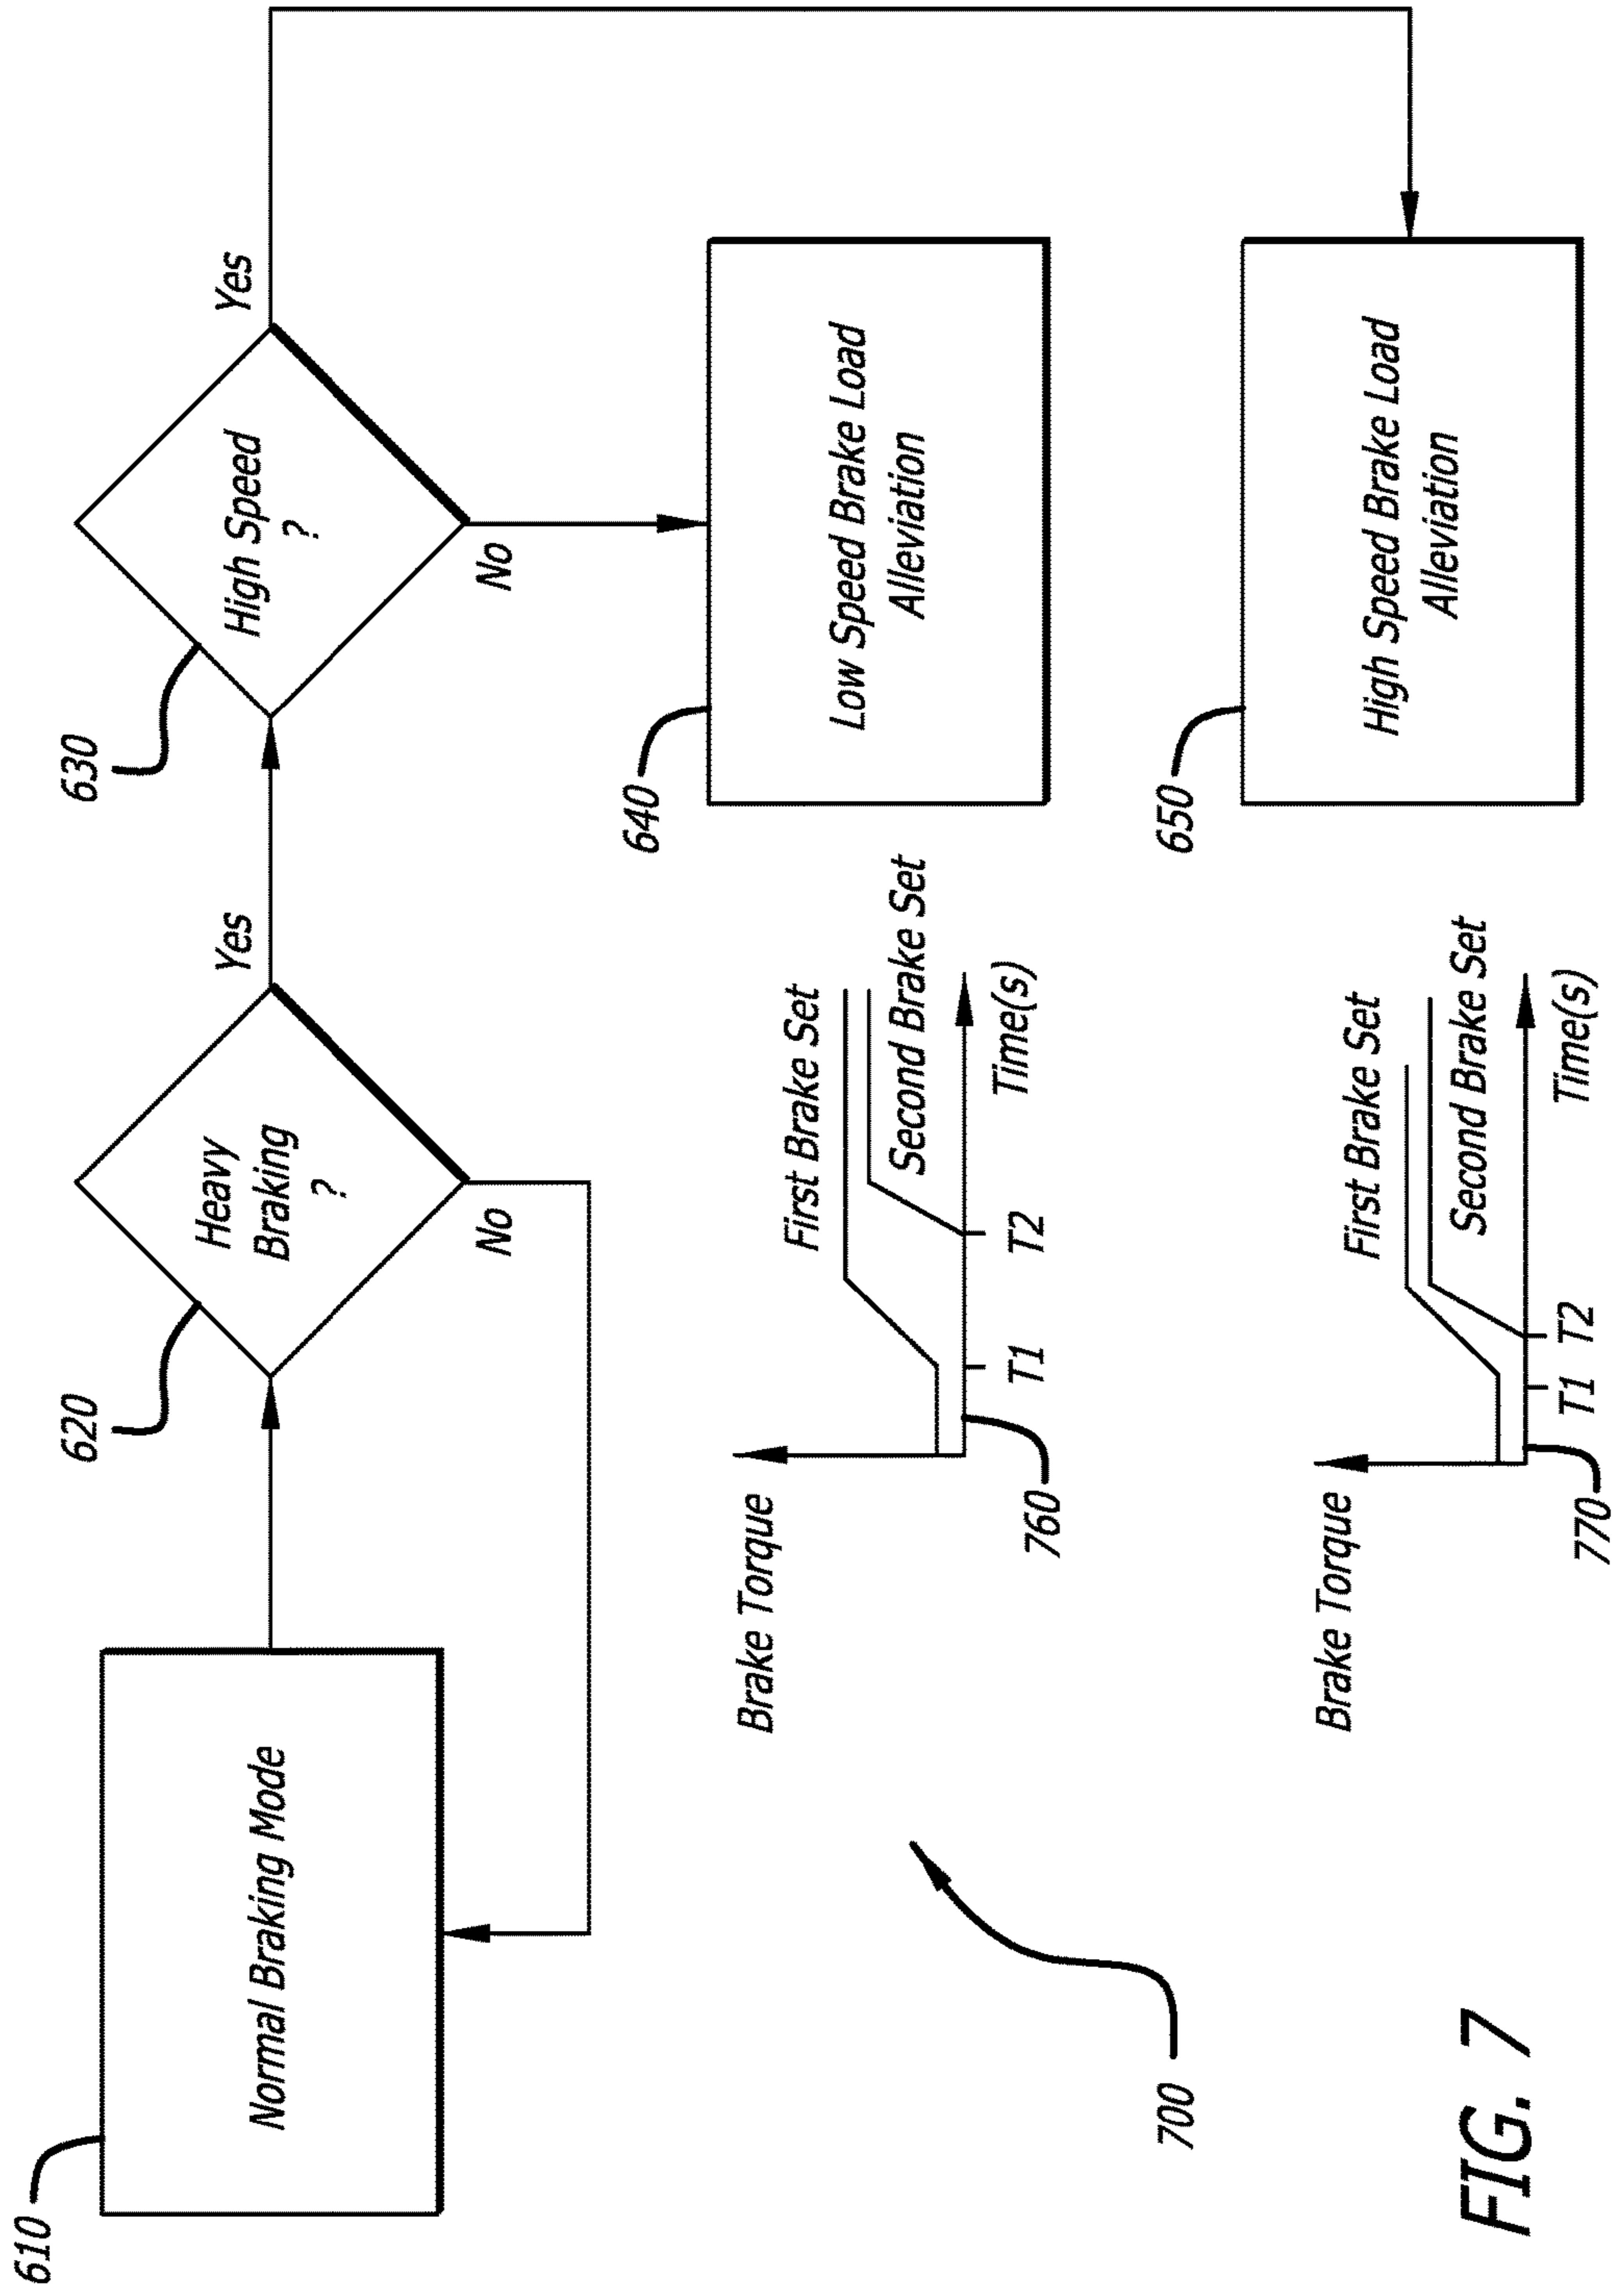 610
Normal Braking Mode
620
Heavy
Braking
?
Yes
No
630
High Speed
?
Yes
No
640
Low Speed Brake Load
Alleviation
650
High Speed Brake Load
Alleviation
Brake Torque
First Brake Set
Second Brake Set
T1
T2
Time(s)
760
Brake Torque
First Brake Set
Second Brake Set
T1
T2
Time(s)
770
700
FIG. 7